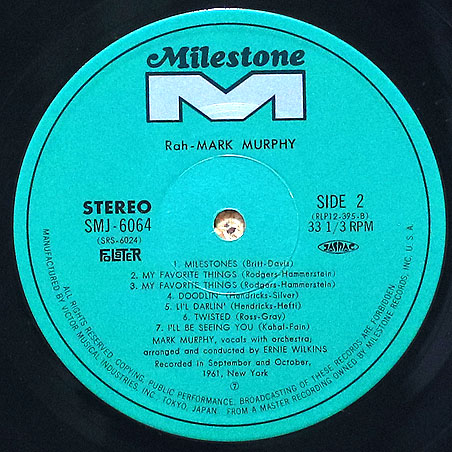 Milestone
M
Rah-MARK MURPHY
STEREO
SMJ-6064
(SRS-6024)
POLYTER
SIDE 2
(RLP12-395-B)
33 1/3 RPM
JASRAC
1. MILESTONES (Britt-Davis)
2. MY FAVORITE THINGS (Rodgers-Hammerstein)
3. MY FAVORITE THINGS (Rodgers-Hammerstein)
4. DOODLIN' (Hendricks-Silver)
5. LI'L DARLIN' (Hendricks-Hefti)
6. TWISTED (Ross-Gray)
7. I'LL BE SEEING YOU (Kahal-Fain)
MARK MURPHY, vocals with orchestra;
arranged and conducted by ERNIE WILKINS
Recorded in September and October,
1961, New York
7
MANUFACTURED BY VICTOR MUSICAL INDUSTRIES, INC. TOKYO, JAPAN. FROM A MASTER RECORDING OWNED BY MILESTONE RECORDS, INC. U.S.A.
ALL RIGHTS RESERVED. COPYING, PUBLIC PERFORMANCE, BROADCASTING OF THESE RECORDS ARE FORBIDDEN.